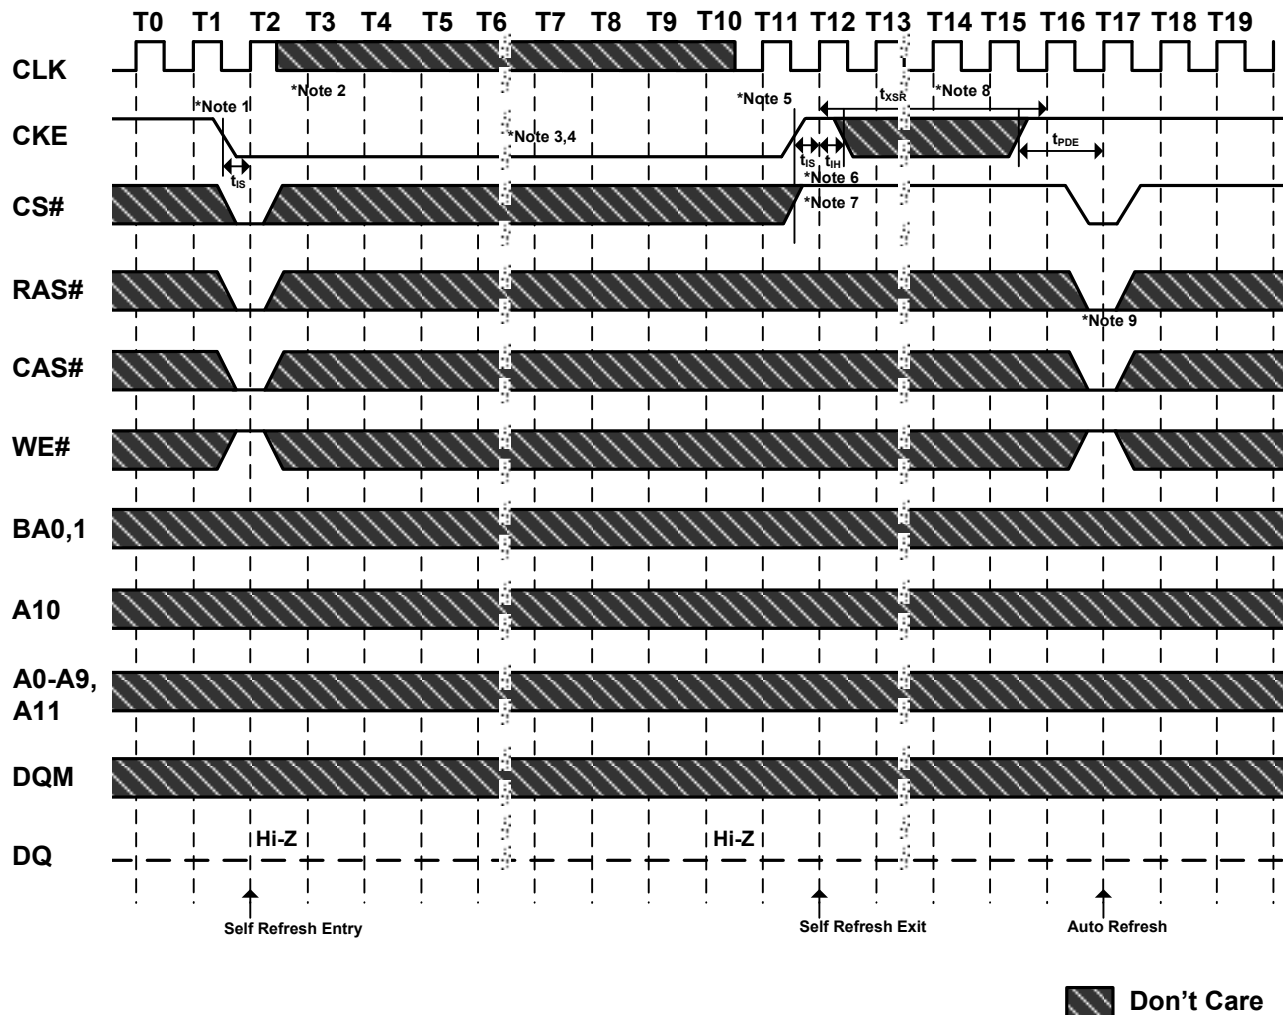 T0 T1 T2 T3 T4 T5 T6 T7 T8 T9 T10 T11 T12 T13 T14 T15 T16 T17 T18 T19
CLK
*Note 1
*Note 2
*Note 5
tXSR
*Note 8
CKE
*Note 3,4
tIS
tIS
tIH
tPDE
*Note 6
CS#
*Note 7
RAS#
*Note 9
CAS#
WE#
BA0,1
A10
A0-A9,
A11
DQM
Hi-Z
Hi-Z
DQ
Self Refresh Entry
Self Refresh Exit
Auto Refresh
Don't Care